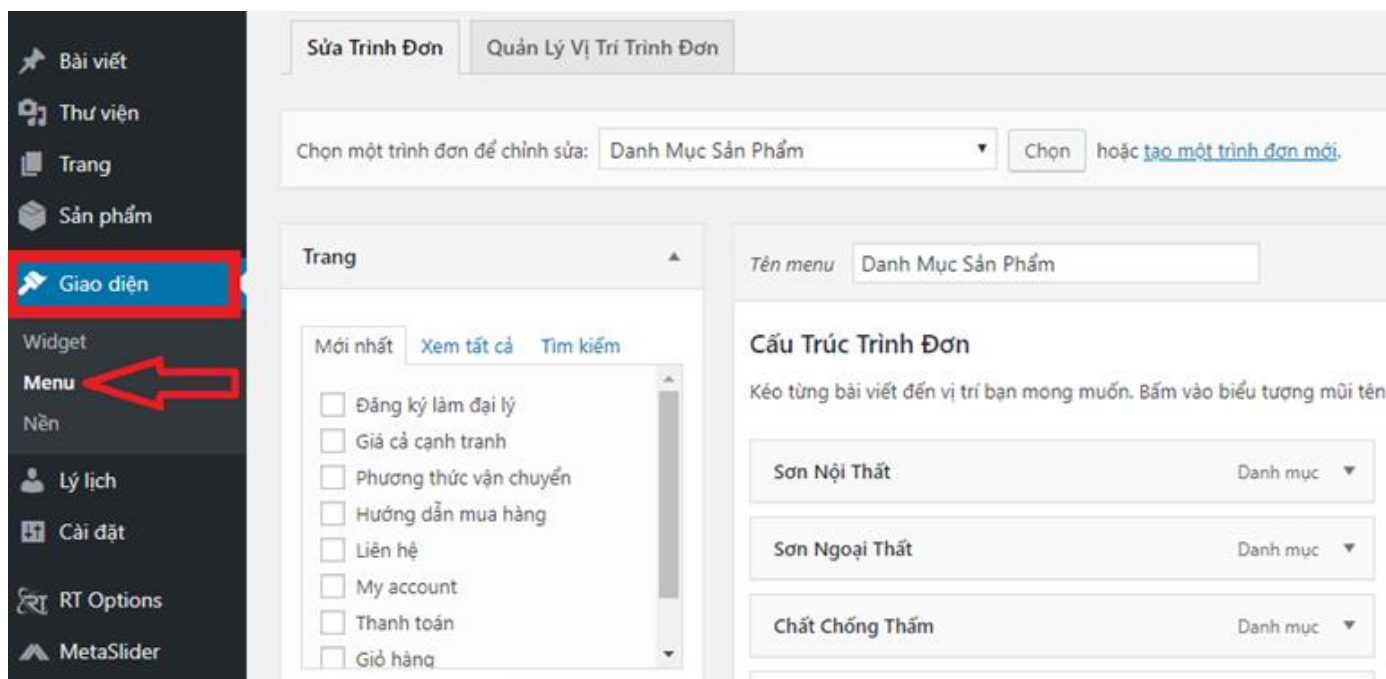 Bài viết
Thư viện
Trang
Sản phẩm
Giao diện
Widget
Menu
Nền
Lý lịch
Cài đặt
RT Options
MetaSlider
Sửa Trình Đơn
Quản Lý Vị Trí Trình Đơn
Chọn một trình đơn để chỉnh sửa: Danh Mục Sản Phẩm Chọn hoặc tạo một trình đơn mới.
Trang
Mới nhất Xem tất cả Tìm kiếm
Đăng ký làm đại lý
Giá cả cạnh tranh
Phương thức vận chuyển
Hướng dẫn mua hàng
Liên hệ
My account
Thanh toán
Giỏ hàng
Tên menu Danh Mục Sản Phẩm
Cấu Trúc Trình Đơn
Kéo từng bài viết đến vị trí bạn mong muốn. Bấm vào biểu tượng mũi tên
Sơn Nội Thất Danh mục
Sơn Ngoại Thất Danh mục
Chất Chống Thấm Danh mục